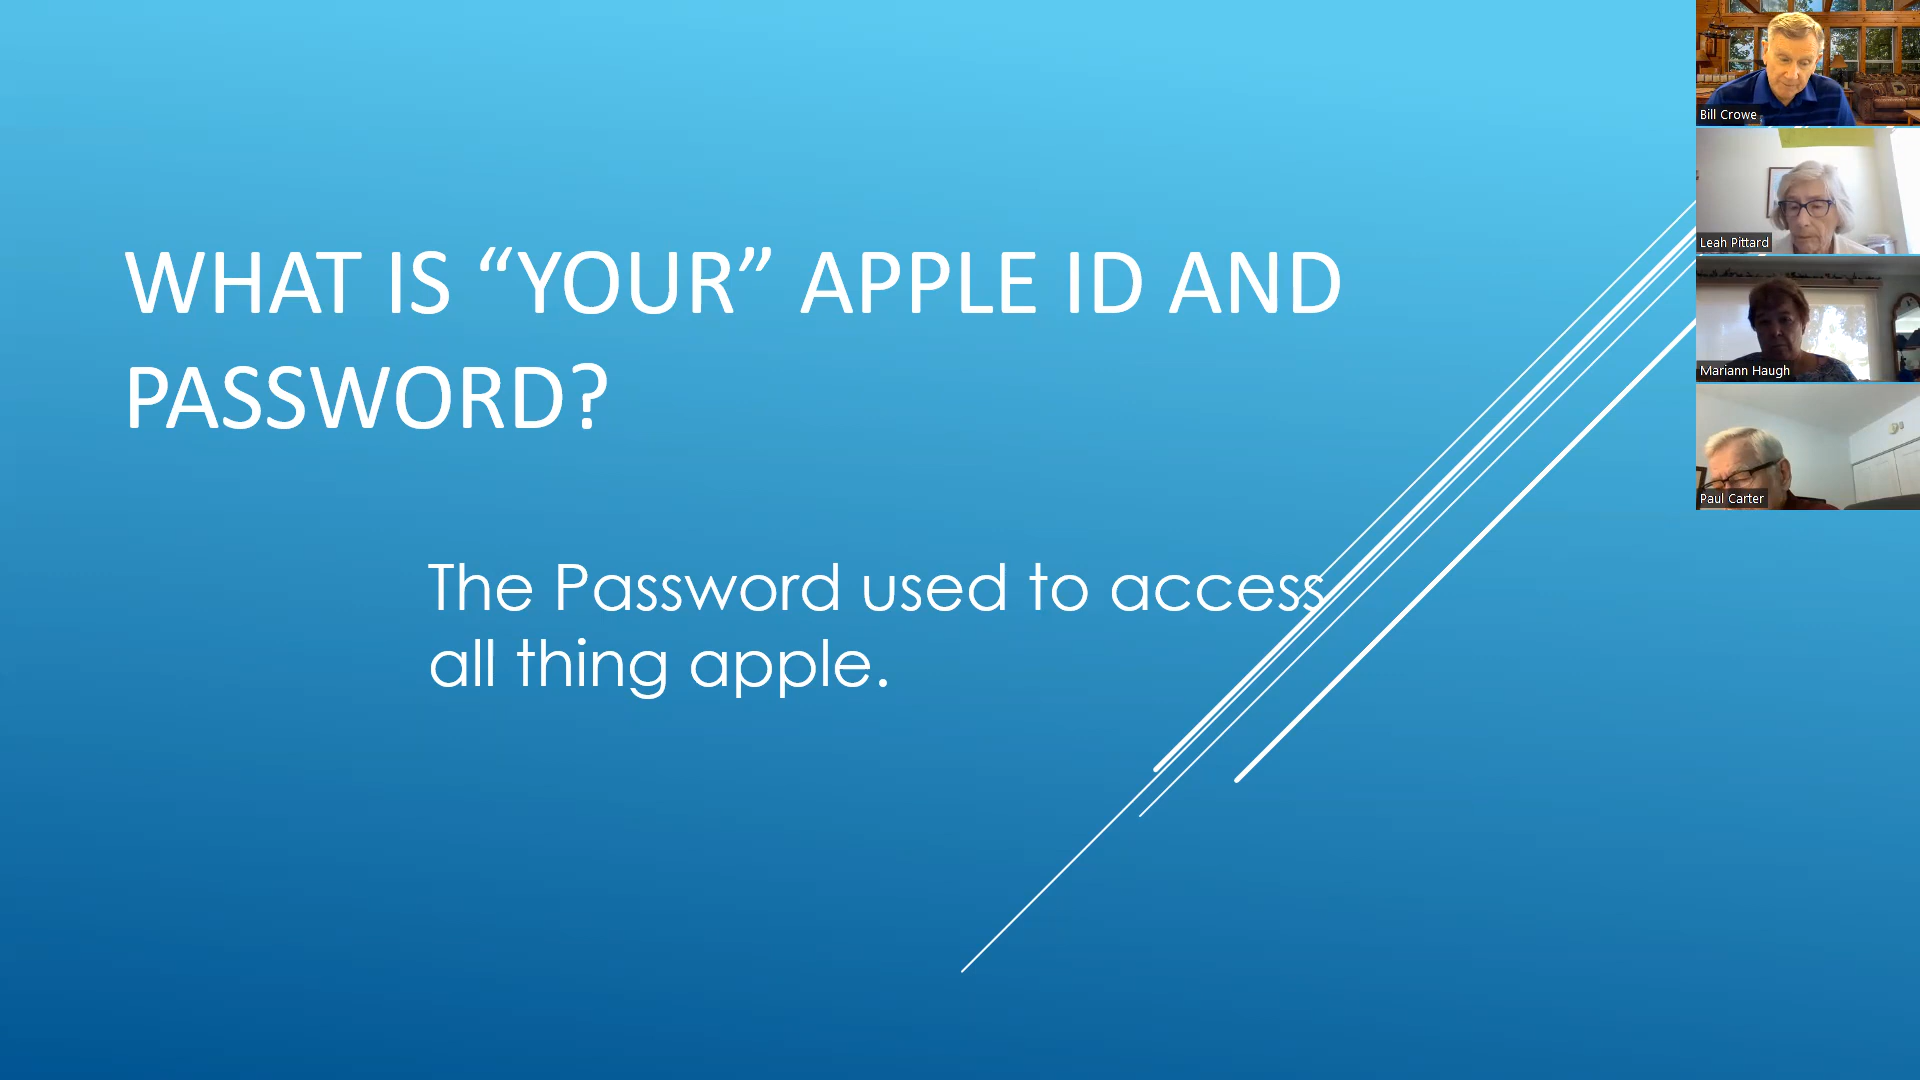 WHAT IS “YOUR” APPLE ID AND
PASSWORD?
The Password used to access
all thing apple.
Bill Crowe
Leah Pittard
Mariann Haugh
Paul Carter